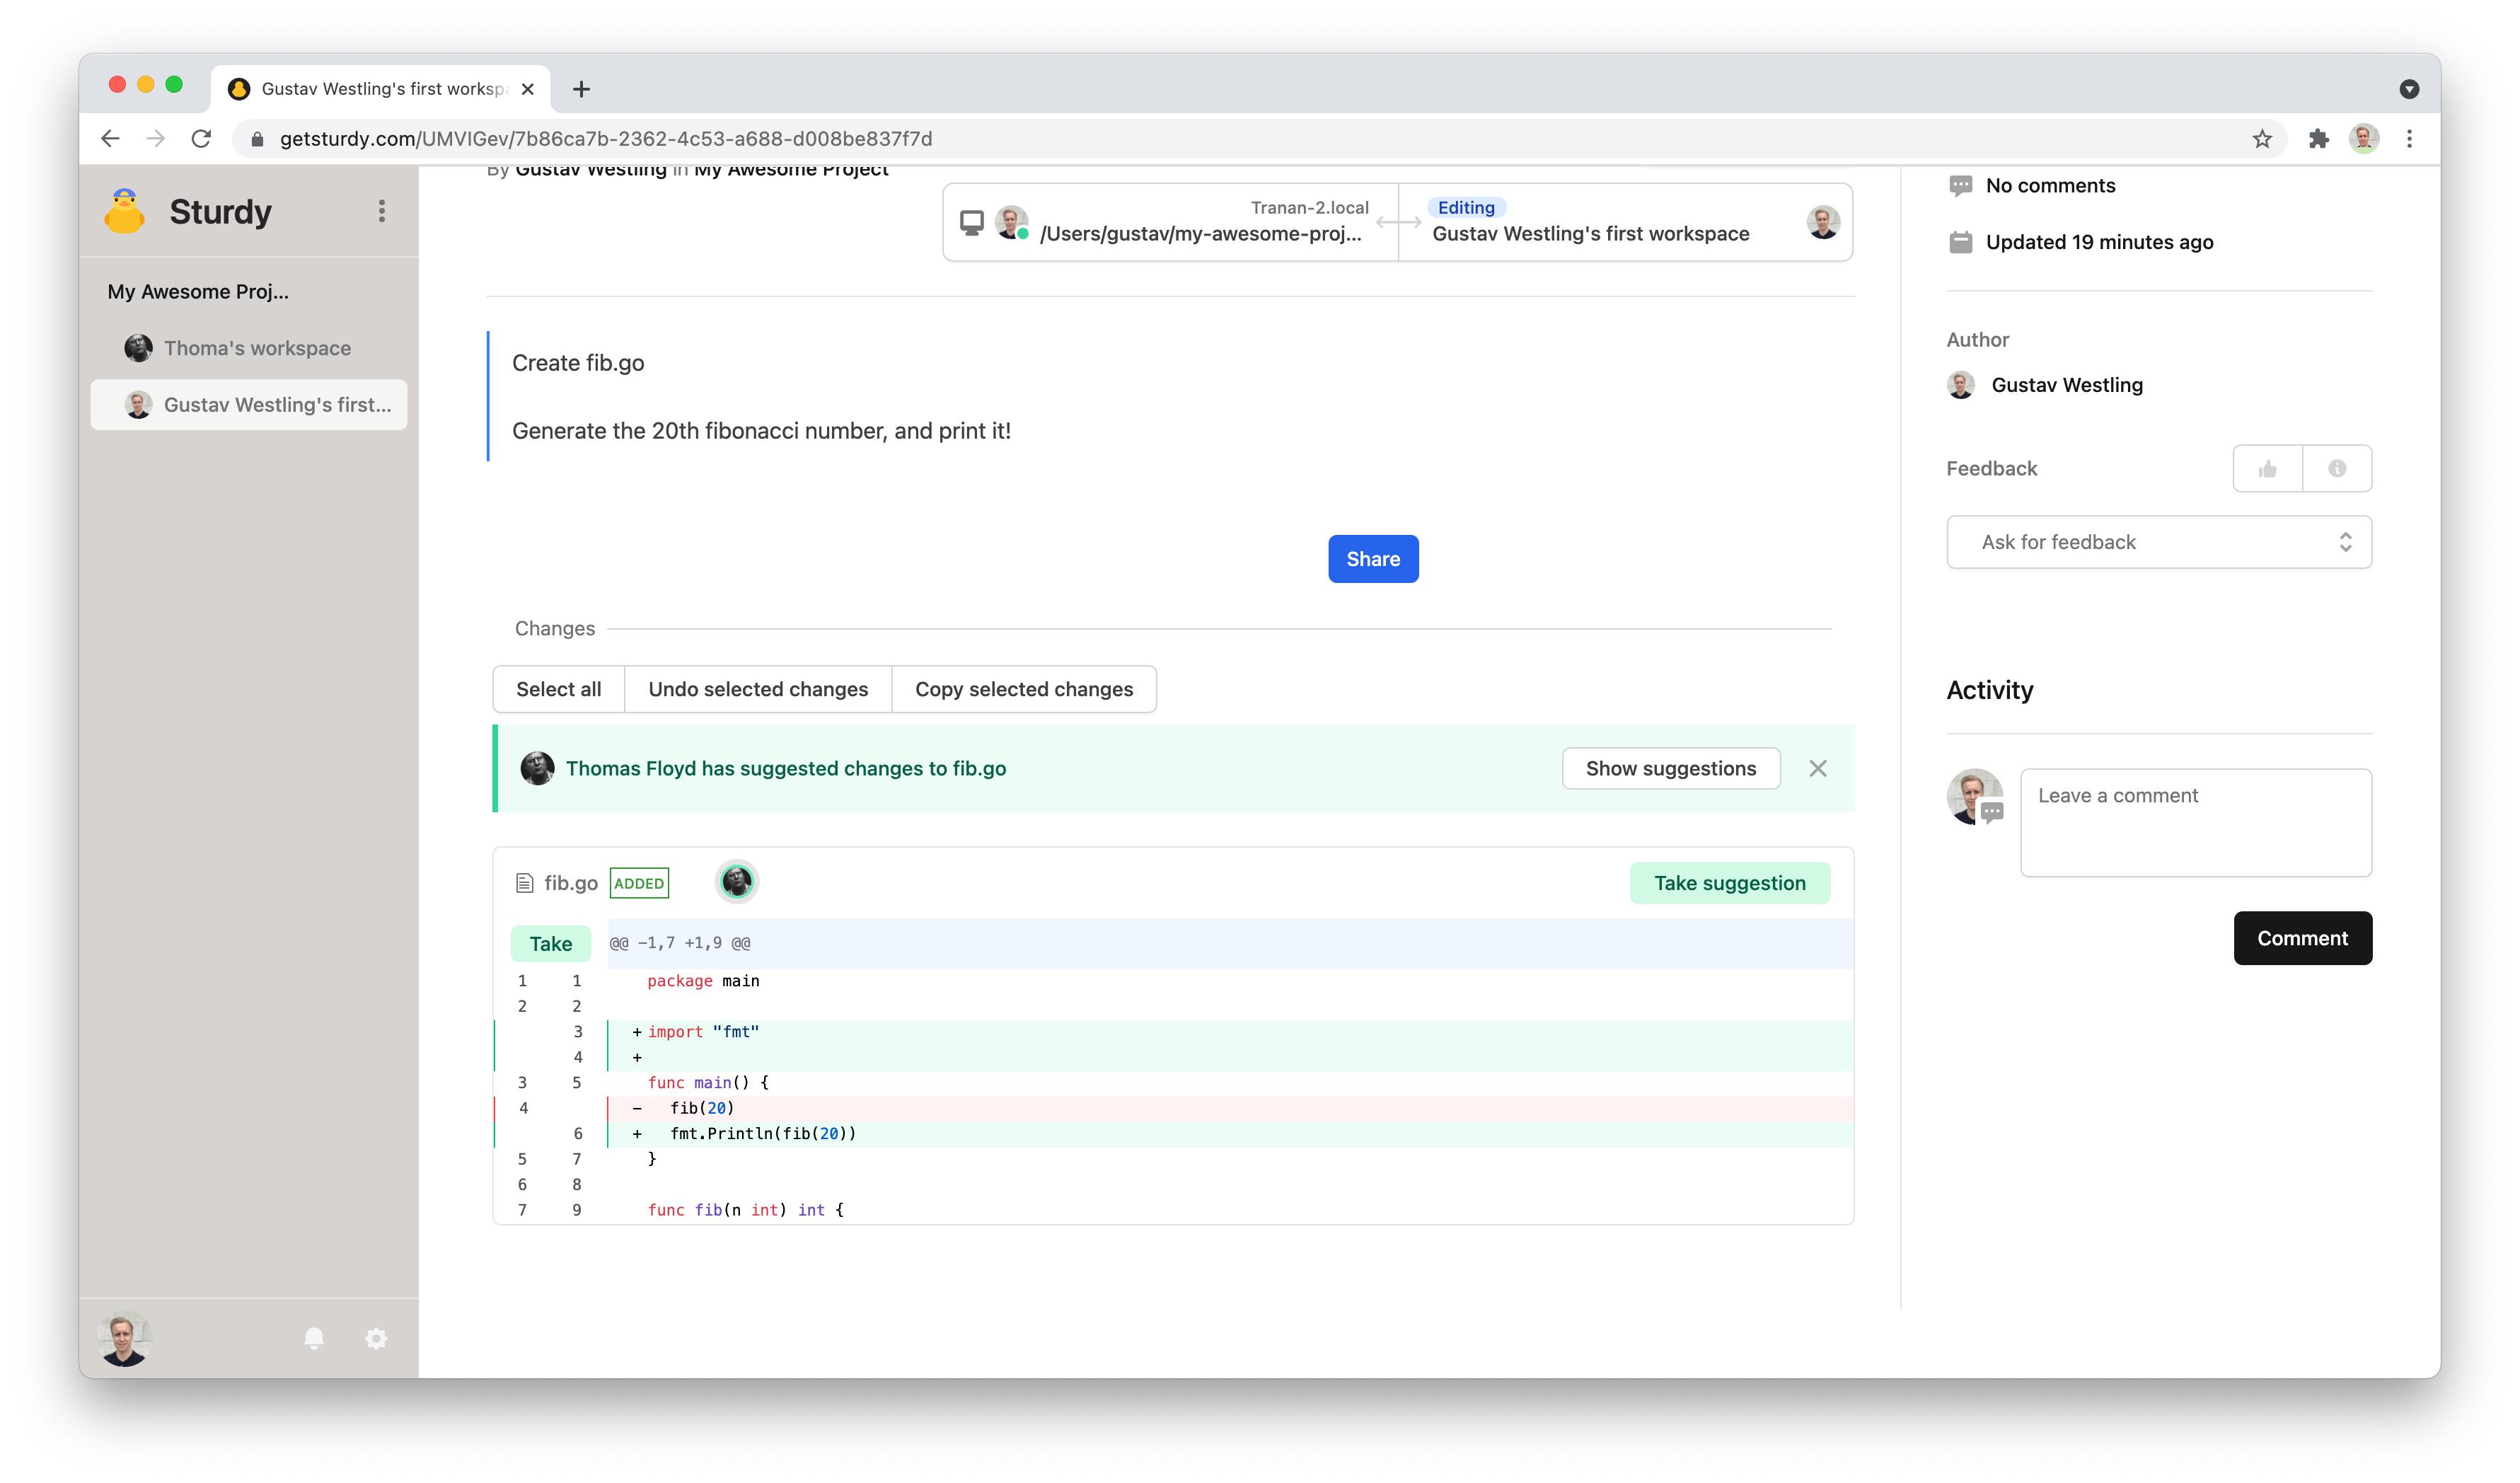 Gustav Westling's first workspa
getsturdy.com/UMVIGev/7b86ca7b-2362-4c53-a688-d008be837f7d
Sturdy
My Awesome Proj...
Thoma's workspace
Gustav Westling's first...
By Gustav Westling in My Awesome Project
Tranan-2.local
/Users/gustav/my-awesome-proj...
Editing
Gustav Westling's first workspace
Create fib.go
Generate the 20th fibonacci number, and print it!
Share
Changes
Select all
Undo selected changes
Copy selected changes
Thomas Floyd has suggested changes to fib.go
Show suggestions
fib.go ADDED
Take suggestion
Take
@@ -1,7 +1,9 @@
1 1 package main
2 2
3 + import "fmt"
4 +
3 5 func main() {
4 - fib(20)
6 + fmt.Println(fib(20))
5 7 }
6 8
7 9 func fib(n int) int {
No comments
Updated 19 minutes ago
Author
Gustav Westling
Feedback
Ask for feedback
Activity
Leave a comment
Comment